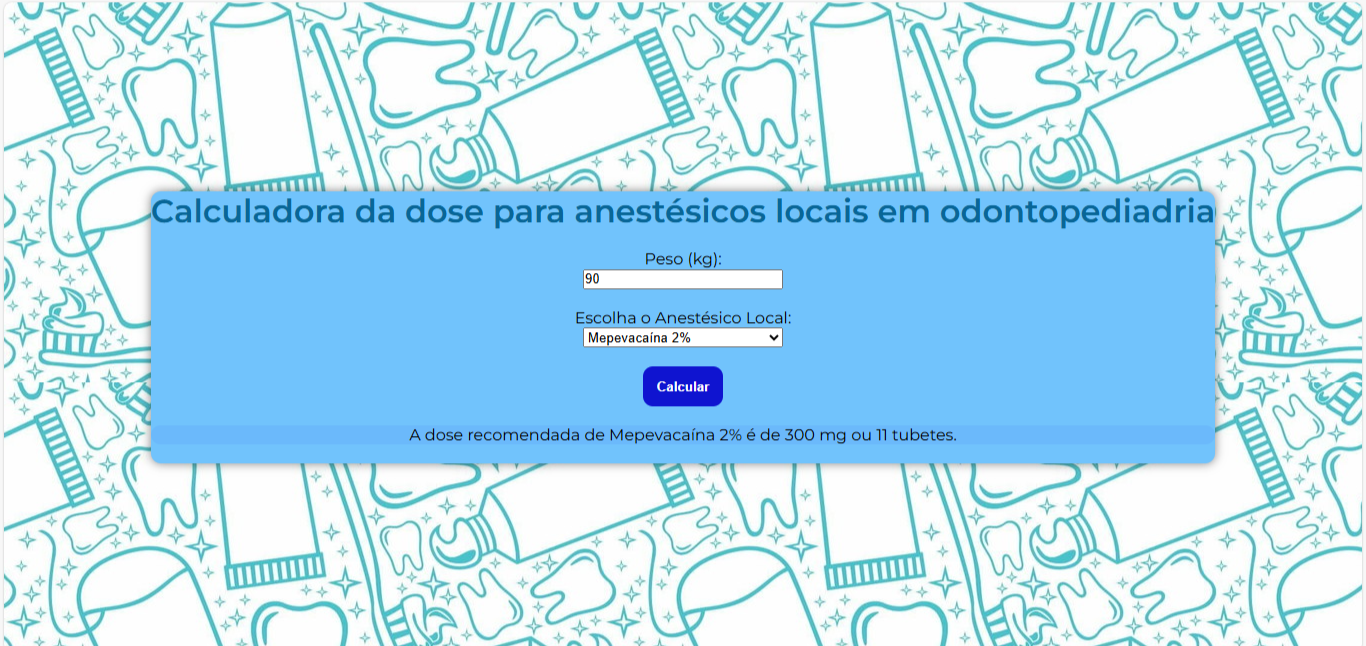 Calculadora da dose para anestésicos locais em odontopediadria
Peso (kg):
90
Escolha o Anestésico Local:
Mepevacaína 2%
Calcular
A dose recomendada de Mepevacaína 2% é de 300 mg ou 11 tubetes.